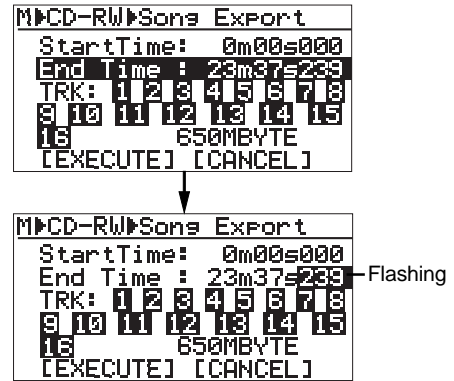 M▶CD-RW▶Song Export
StartTime: 0m00s000
End Time : 23m37s239
TRK: 1 2 3 4 5 6 7 8
9 10 11 12 13 14 15
16 650MBYTE
[EXECUTE] [CANCEL]
M▶CD-RW▶Song Export
StartTime: 0m00s000
End Time : 23m37s239
Flashing
TRK: 1 2 3 4 5 6 7 8
9 10 11 12 13 14 15
16 650MBYTE
[EXECUTE] [CANCEL]